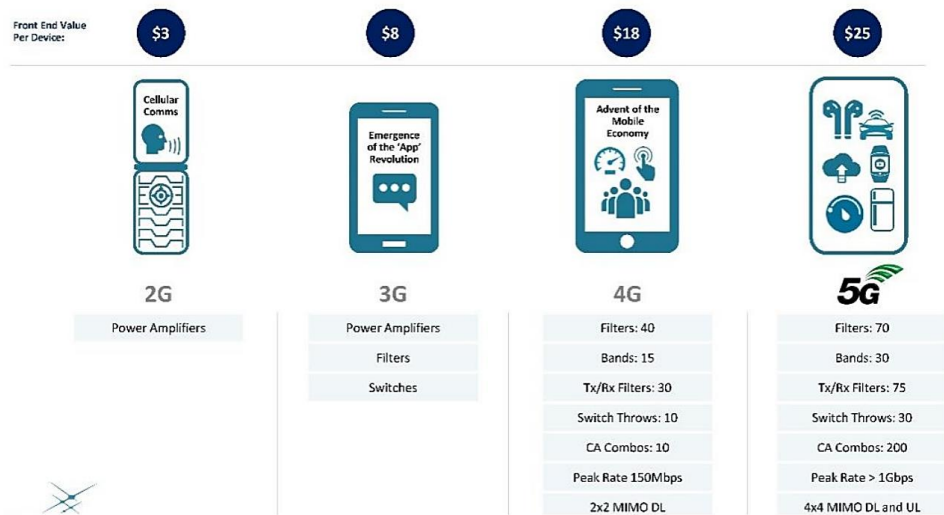 Front End Value
Per Device:
$3
$8
$18
$25
Cellular
Comms
Emergence
of the 'App'
Revolution
Advent of the
Mobile
Economy
2G
3G
4G
5G
Power Amplifiers
Power Amplifiers
Filters
Switches
Filters: 40
Bands: 15
Tx/Rx Filters: 30
Switch Throws: 10
CA Combos: 10
Peak Rate 150Mbps
2x2 MIMO DL
Filters: 70
Bands: 30
Tx/Rx Filters: 75
Switch Throws: 30
CA Combos: 200
Peak Rate > 1Gbps
4x4 MIMO DL and UL